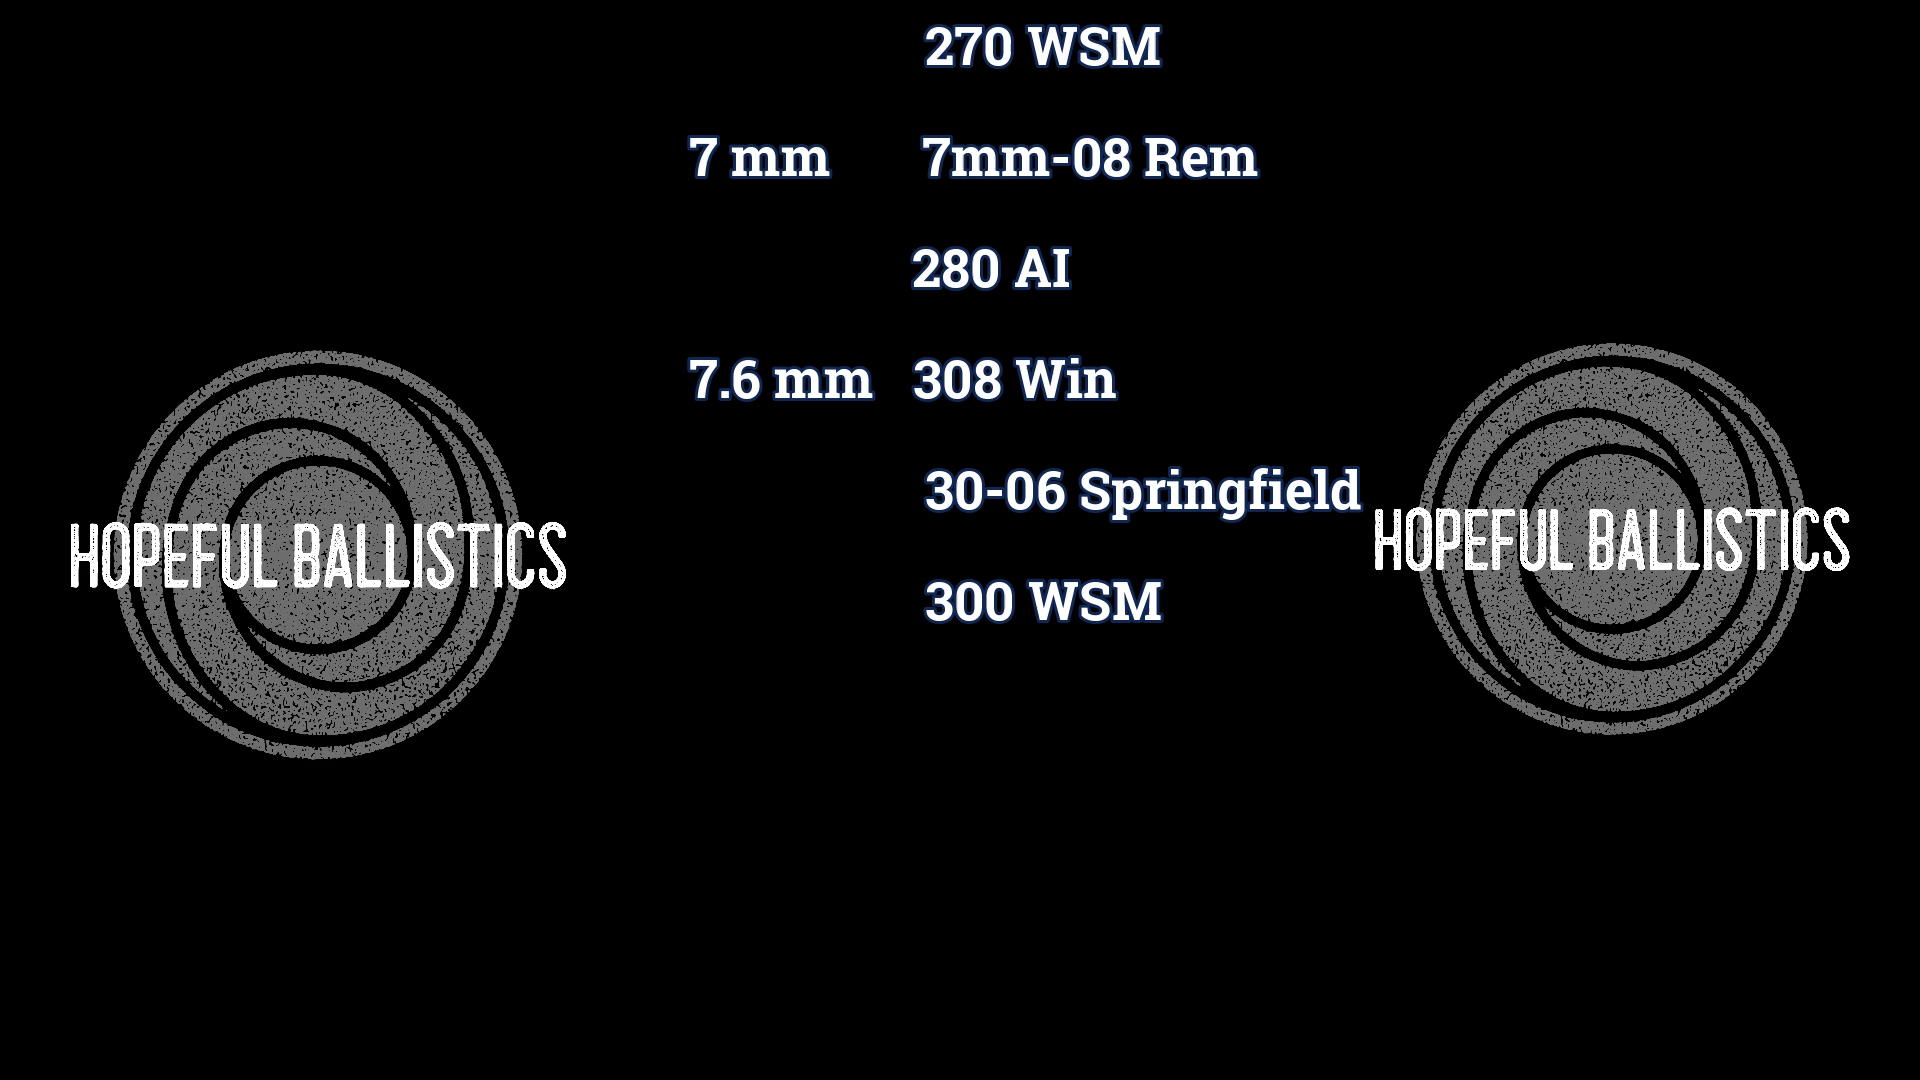 270 WSM
7 mm 7mm-08 Rem
280 AI
7.6 mm 308 Win
30-06 Springfield
300 WSM
HOPEFUL BALLISTICS
HOPEFUL BALLISTICS